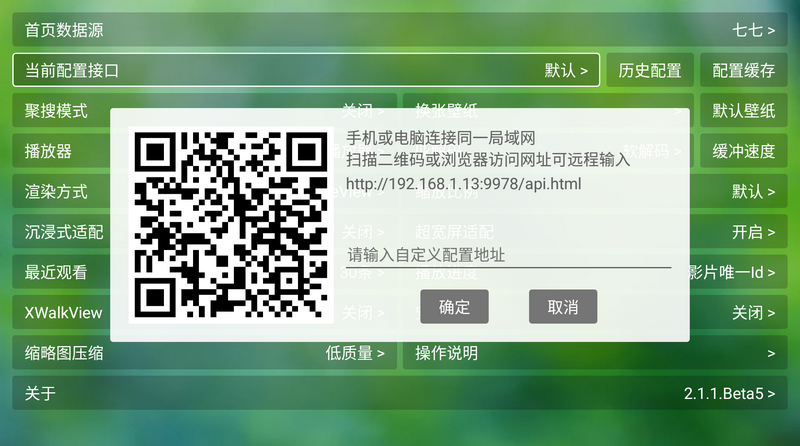 首页数据源
七七 >
当前配置接口
默认 >
历史配置
配置缓存
聚搜模式
关闭 >
换张壁纸
>
默认壁纸
播放器
软解码 >
缓冲速度
渲染方式
缩放比例
默认 >
沉浸式适配
关闭 >
超宽屏适配
开启 >
最近观看
30条 >
播放进度
影片唯一Id >
XWalkView
关闭 >
关闭 >
缩略图压缩
低质量 >
操作说明
>
关于
2.1.1.Beta5 >
手机或电脑连接同一局域网
扫描二维码或浏览器访问网址可远程输入
http://192.168.1.13:9978/api.html
请输入自定义配置地址
确定
取消